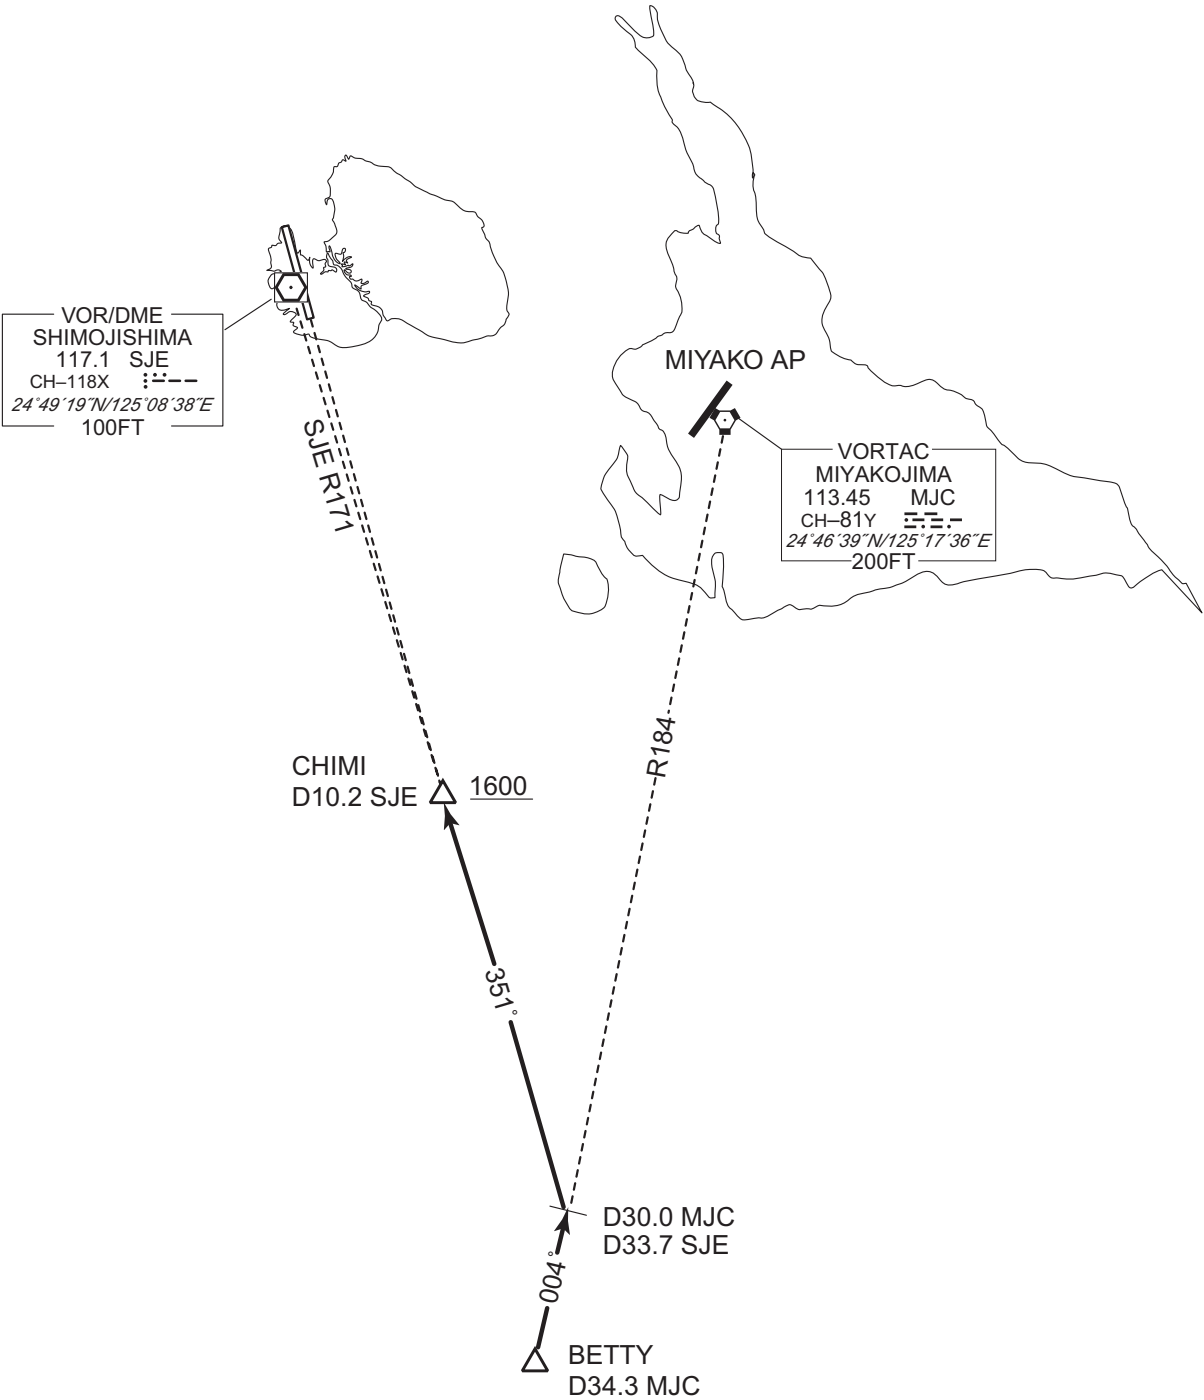 VOR/DME
SHIMOJISHIMA
117.1 SJE
CH–118X
24°49´19˝N/125°08´38˝E
100FT
MIYAKO AP
VORTAC
MIYAKOJIMA
113.45 MJC
CH–81Y
24°46´39˝N/125°17´36˝E
200FT
SJE R171
R184
CHIMI
D10.2 SJE
1600
351°
D30.0 MJC
D33.7 SJE
004°
BETTY
D34.3 MJC